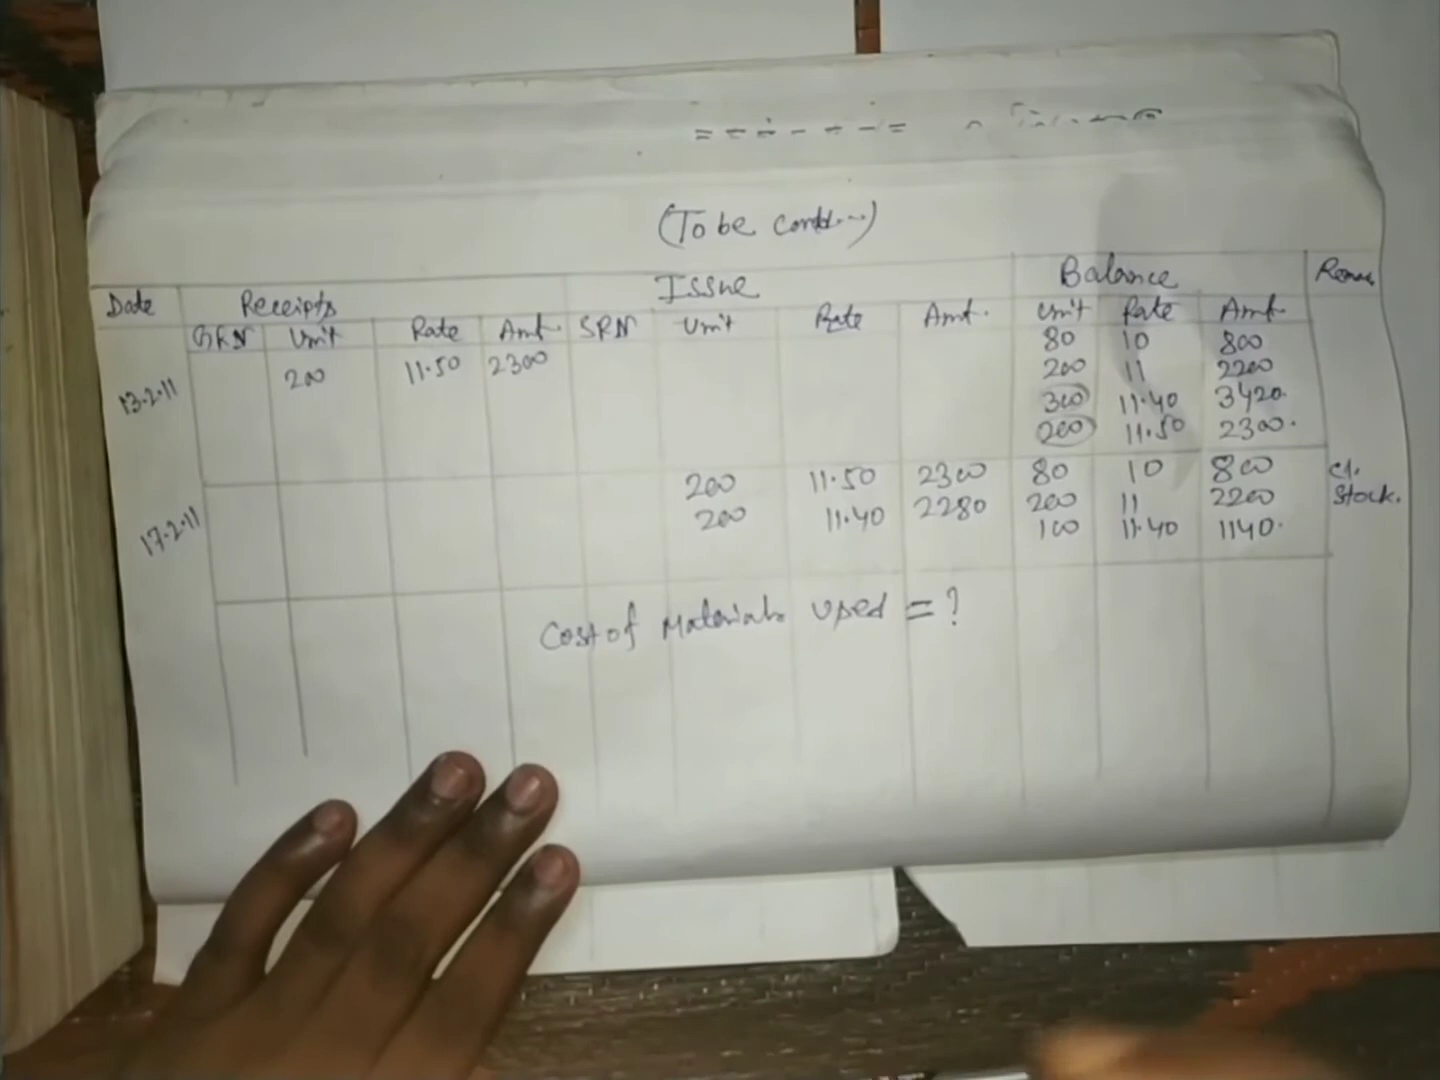 (To be contd...)
Date Receipts Issue Balance Remar
GRN Unit Rate Amt. SRN Unit Rate Amt. Unit Rate Amt.
13.2.11 200 11.50 2300 80 10 800
200 11 2200
300 11.40 3420.
200 11.50 2300.
17.2.11 200 11.50 2300 80 10 800 Cl.
200 11.40 2280 200 11 2200 Stock.
100 11.40 1140.
Cost of Materials Used = ?